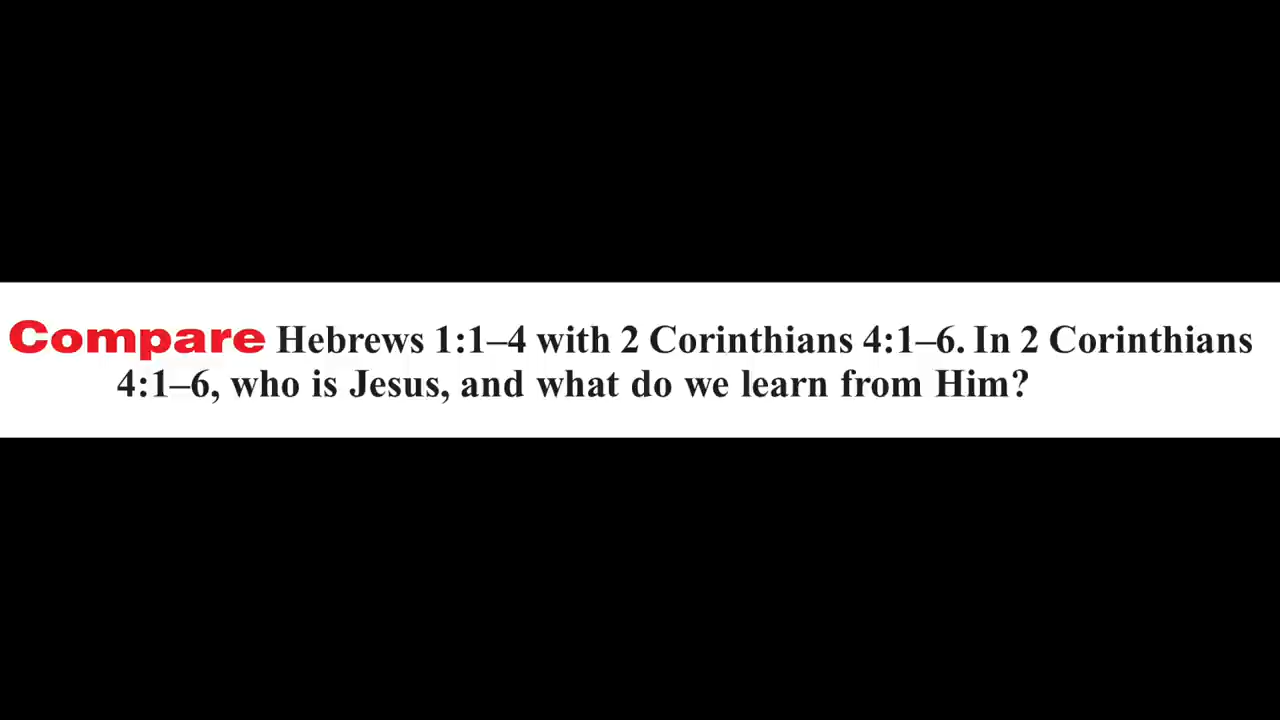 Compare Hebrews 1:1–4 with 2 Corinthians 4:1–6. In 2 Corinthians
4:1–6, who is Jesus, and what do we learn from Him?